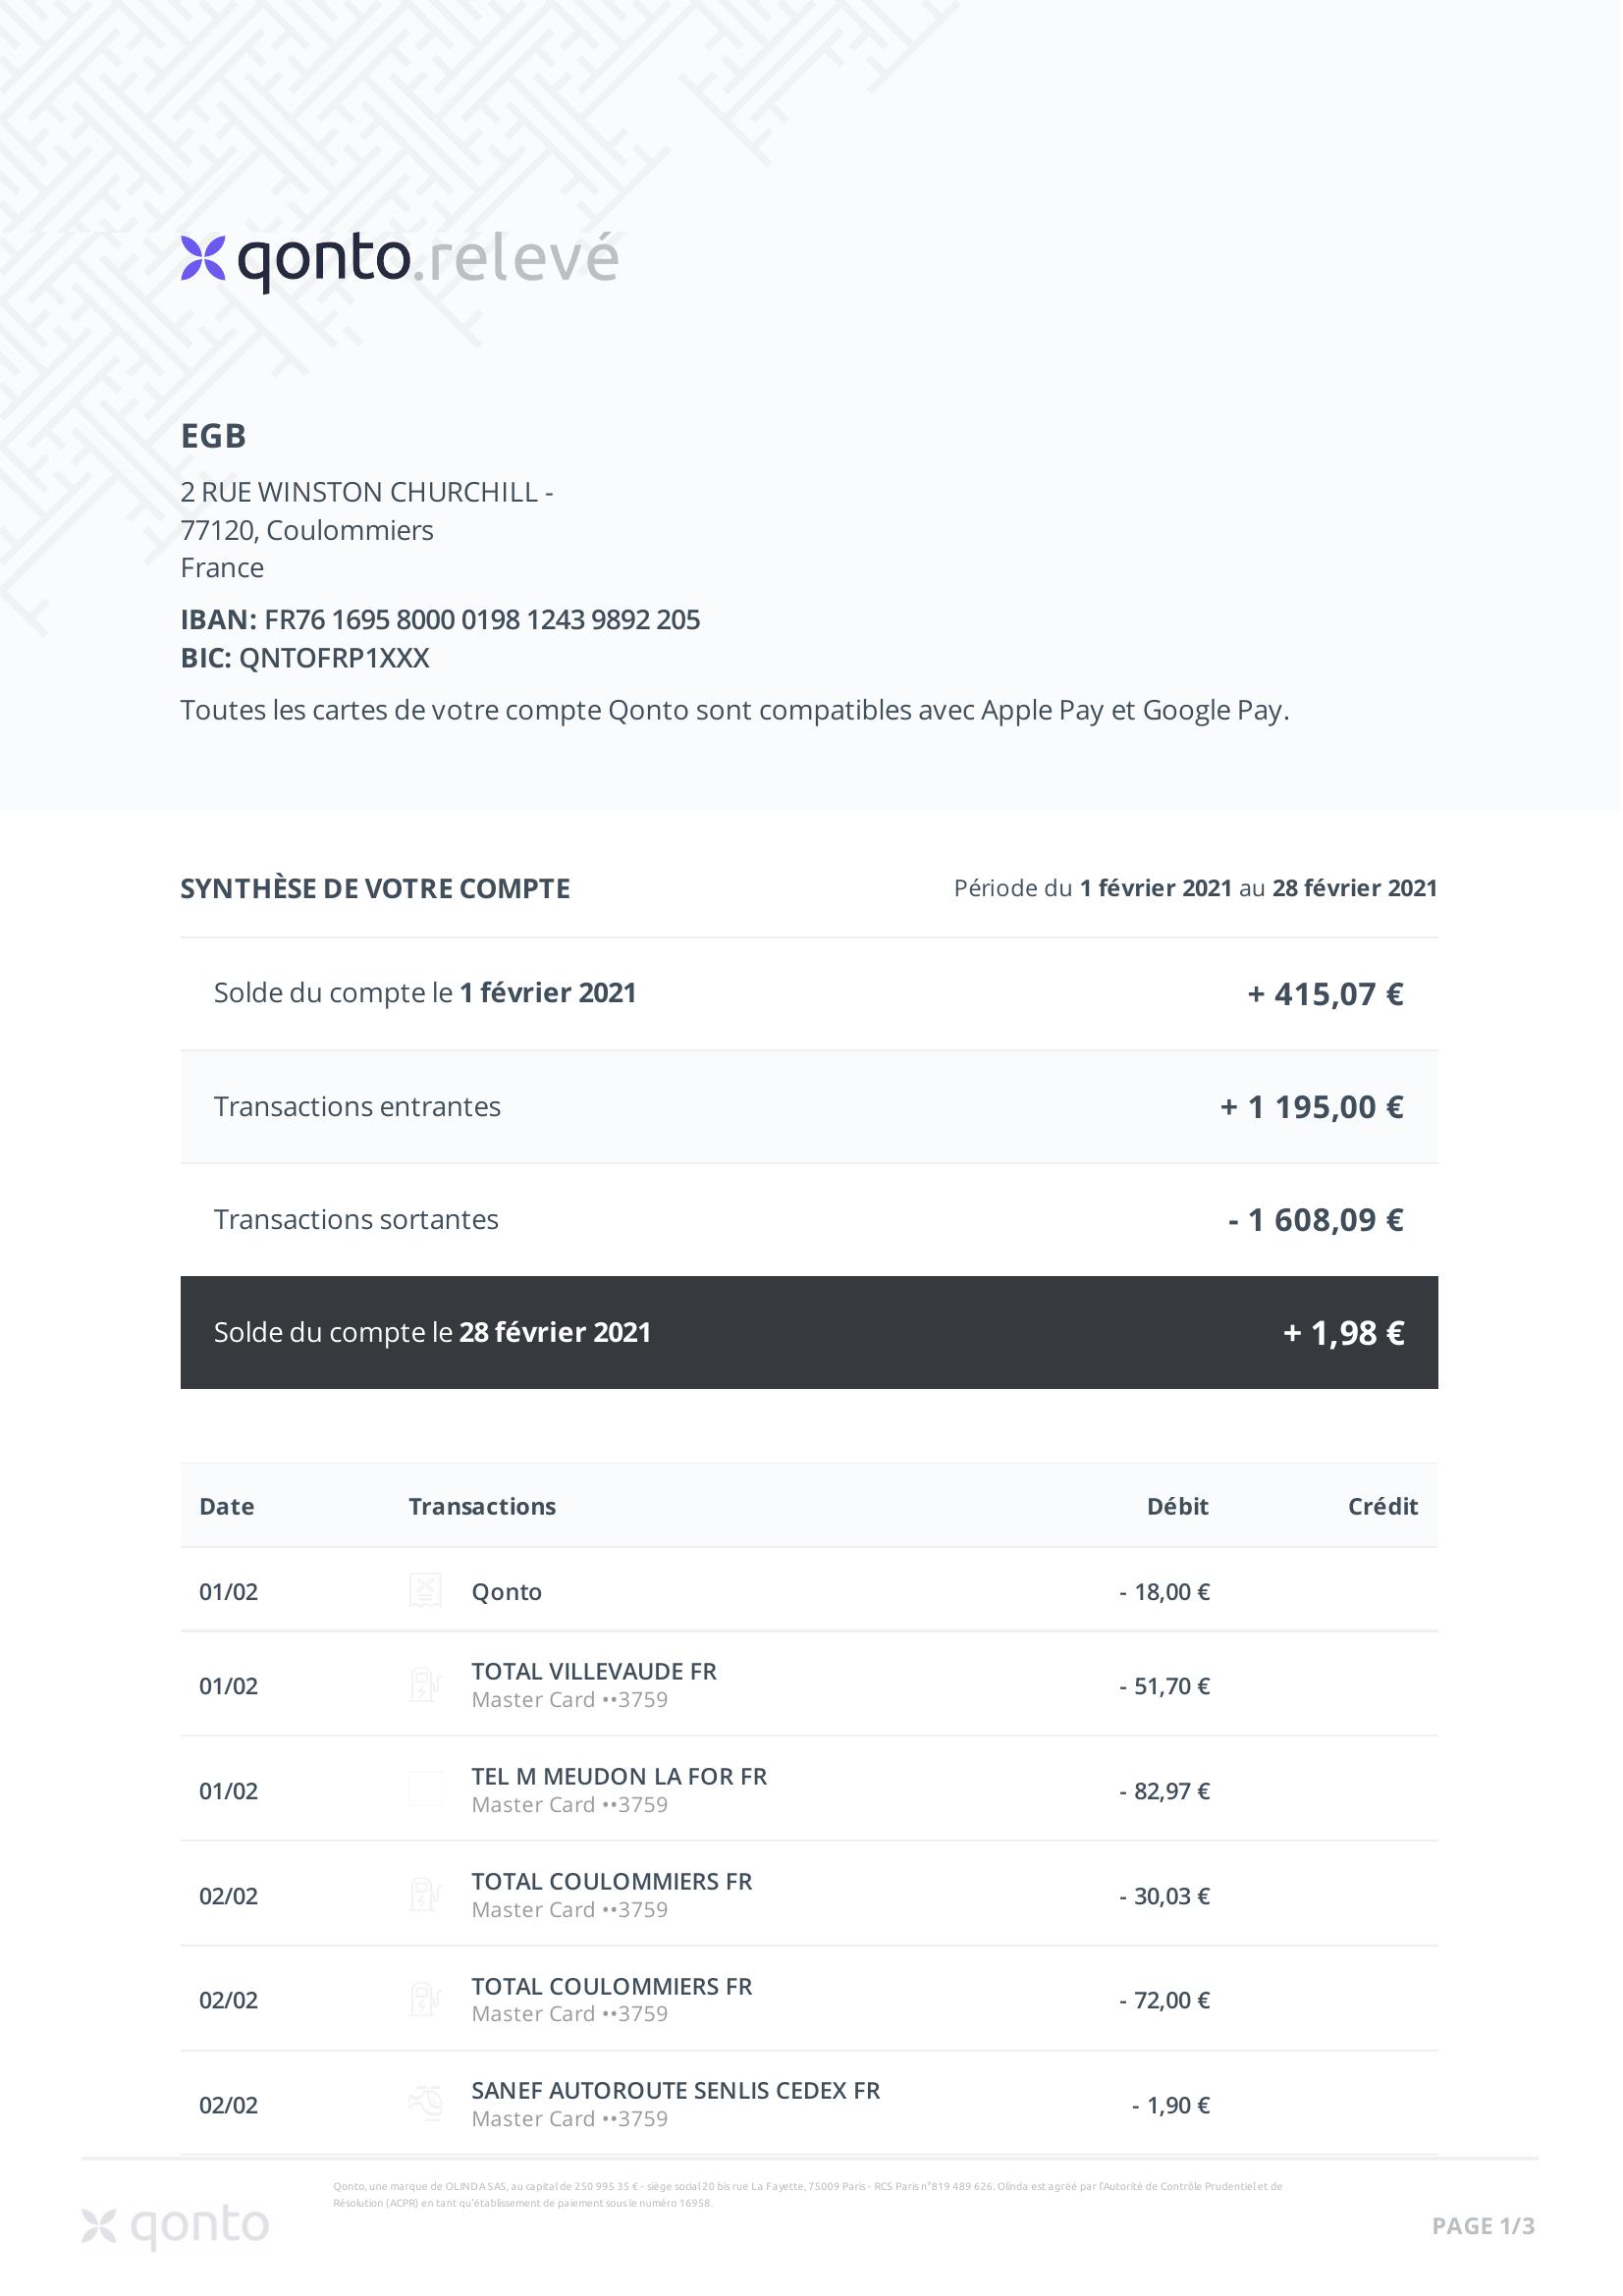 qonto.relevé
EGB
2 RUE WINSTON CHURCHILL -
77120, Coulommiers
France
IBAN: FR76 1695 8000 0198 1243 9892 205
BIC: QNTOFRP1XXX
Toutes les cartes de votre compte Qonto sont compatibles avec Apple Pay et Google Pay.
SYNTHÈSE DE VOTRE COMPTE Période du 1 février 2021 au 28 février 2021
Solde du compte le 1 février 2021 + 415,07 €
Transactions entrantes + 1 195,00 €
Transactions sortantes - 1 608,09 €
Solde du compte le 28 février 2021 + 1,98 €
Date Transactions Débit Crédit
01/02 Qonto - 18,00 €
01/02 TOTAL VILLEVAUDE FR - 51,70 €
Master Card ••3759
01/02 TEL M MEUDON LA FOR FR - 82,97 €
Master Card ••3759
02/02 TOTAL COULOMMIERS FR - 30,03 €
Master Card ••3759
02/02 TOTAL COULOMMIERS FR - 72,00 €
Master Card ••3759
02/02 SANEF AUTOROUTE SENLIS CEDEX FR - 1,90 €
Master Card ••3759
Qonto, une marque de OLINDA SAS, au capital de 250 995 35 € - siège social 20 bis rue La Fayette, 75009 Paris - RCS Paris n°819 489 626. Olinda est agréé par l'Autorité de Contrôle Prudentiel et de
Résolution (ACPR) en tant qu'établissement de paiement sous le numéro 16958.
qonto PAGE 1/3